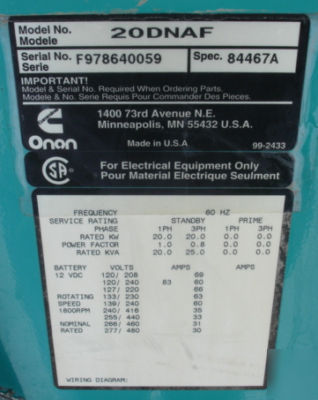 Model No. 20DNAF
Modele
Serial No. F978640059 Spec. 84467A
Serie
IMPORTANT!
Model & Serial No. Required When Ordering Parts.
Modele & No. Serie Requis Pour Commander Des Pieces.
1400 73rd Avenue N.E.
Minneapolis, MN 55432 U.S.A.
Onan Made in U.S.A 99-2433
For Electrical Equipment Only
Pour Material Electrique Seulment
FREQUENCY 60 HZ
SERVICE RATING STANDBY PRIME
PHASE 1PH 3PH 1PH 3PH
RATED KW 20.0 20.0 0.0 0.0
POWER FACTOR 1.0 0.8 0.0 0.0
RATED KVA 20.0 25.0 0.0 0.0
BATTERY VOLTS AMPS AMPS
12 VDC 120/ 208 69
120/ 240 83 60
127/ 220 66
ROTATING 133/ 230 63
SPEED 139/ 240 60
1800RPM 240/ 416 35
255/ 440 33
NOMINAL 266/ 460 31
RATED 277/ 480 30
WIRING DIAGRAM: